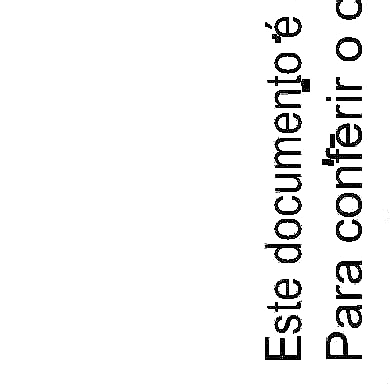 Este documento é
Para conferir o